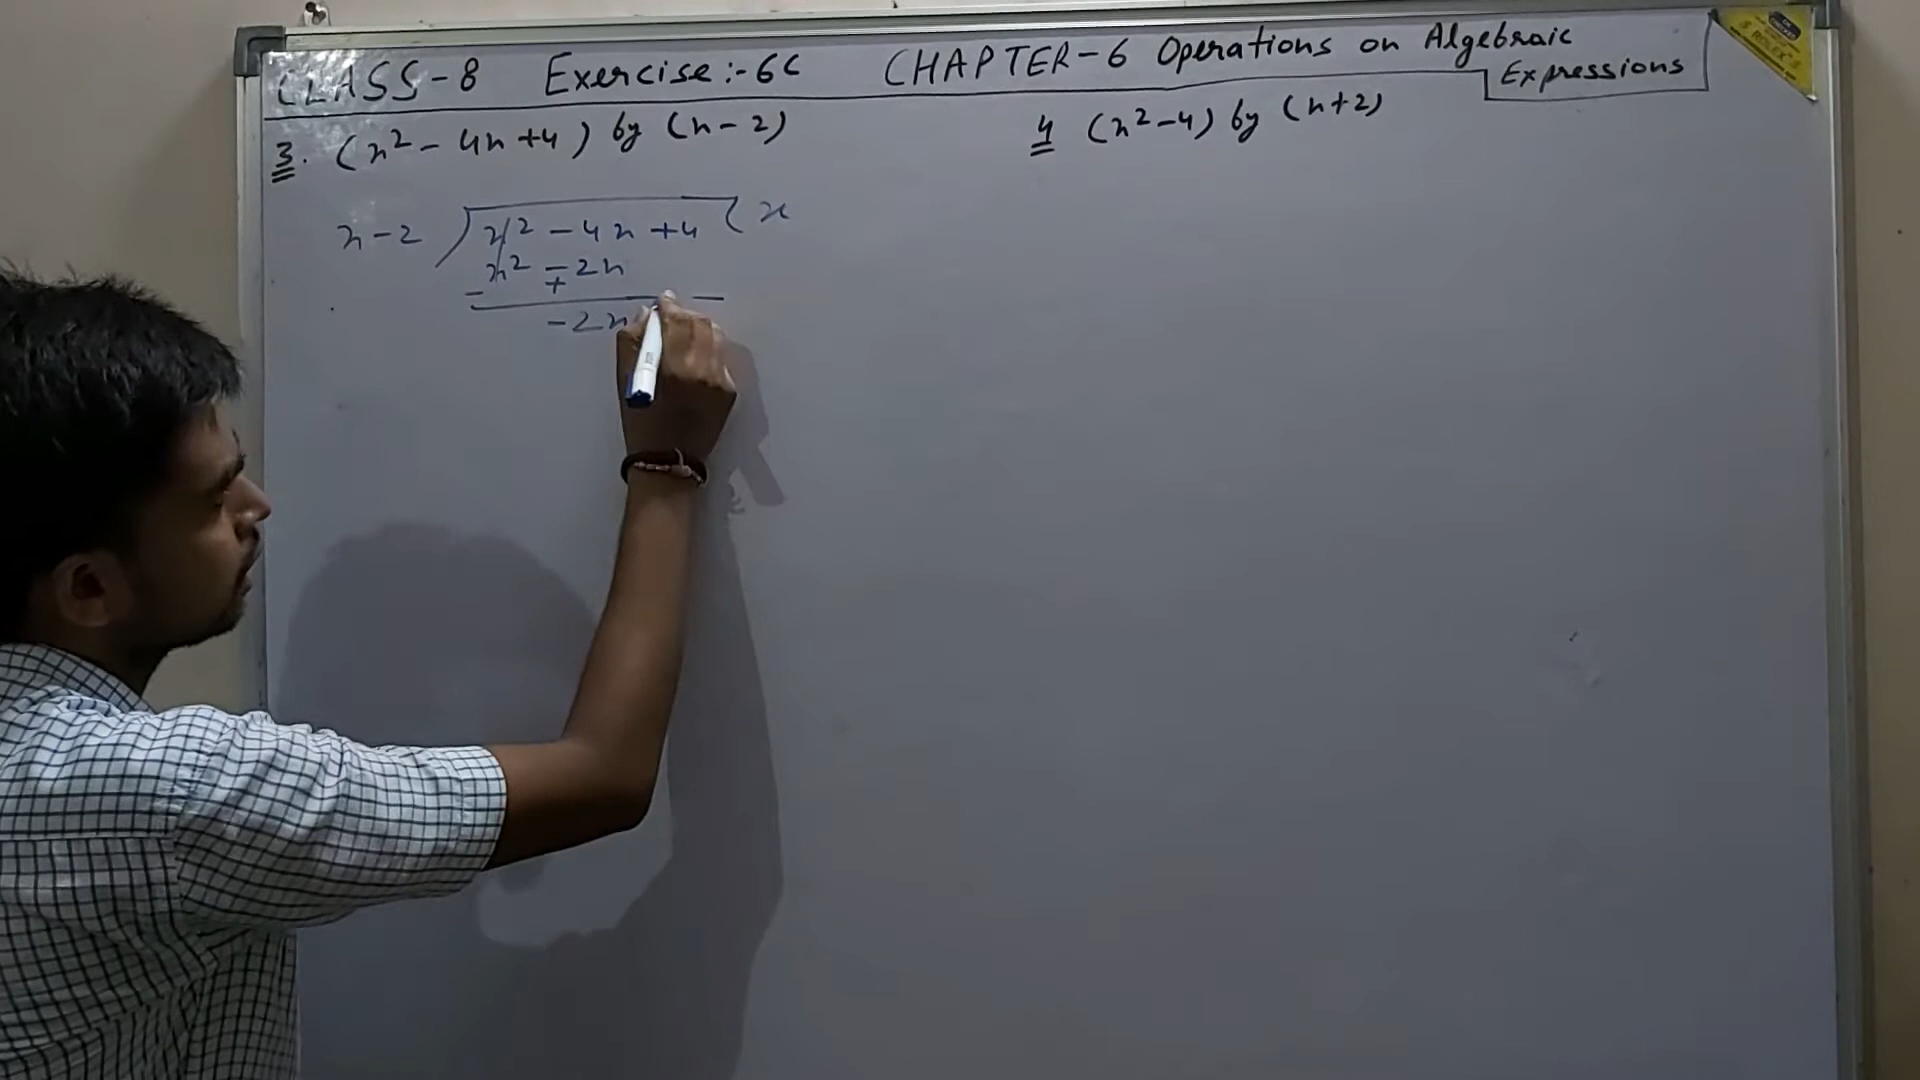 CLASS-8 Exercise:-6C CHAPTER-6 Operations on Algebraic
Expressions
3. (x² - 4x + 4) by (x - 2)
4 (x² - 4) by (x + 2)
x - 2 ) x² - 4x + 4 ( x
x² - 2x
- +
- 2x